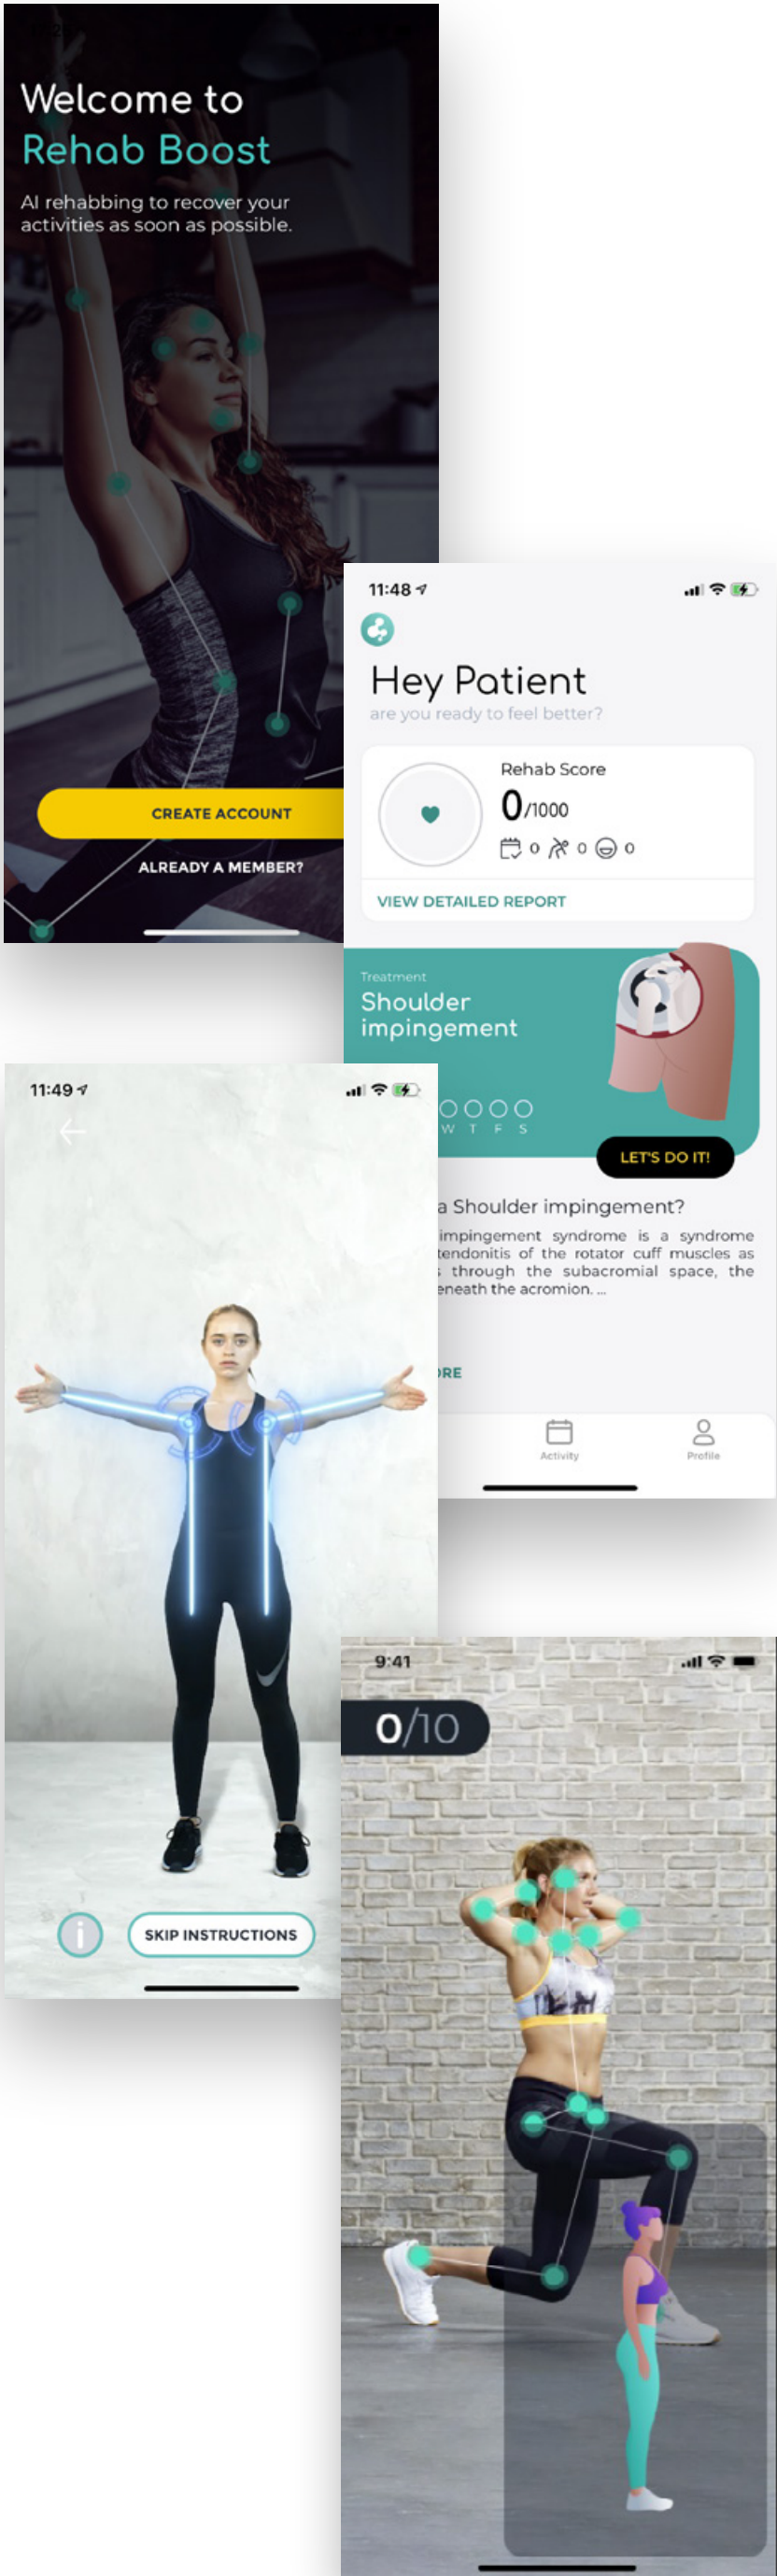 Welcome to
Rehab Boost
AI rehabbing to recover your
activities as soon as possible.
CREATE ACCOUNT
ALREADY A MEMBER?
11:48
Hey Patient
are you ready to feel better?
Rehab Score
0/1000
0 0 0
VIEW DETAILED REPORT
Treatment
Shoulder
impingement
W T F S
LET'S DO IT!
a Shoulder impingement?
impingement syndrome is a syndrome
tendonitis of the rotator cuff muscles as
through the subacromial space, the
eneath the acromion. ...
ORE
Activity
Profile
11:49
i
SKIP INSTRUCTIONS
9:41
0/10